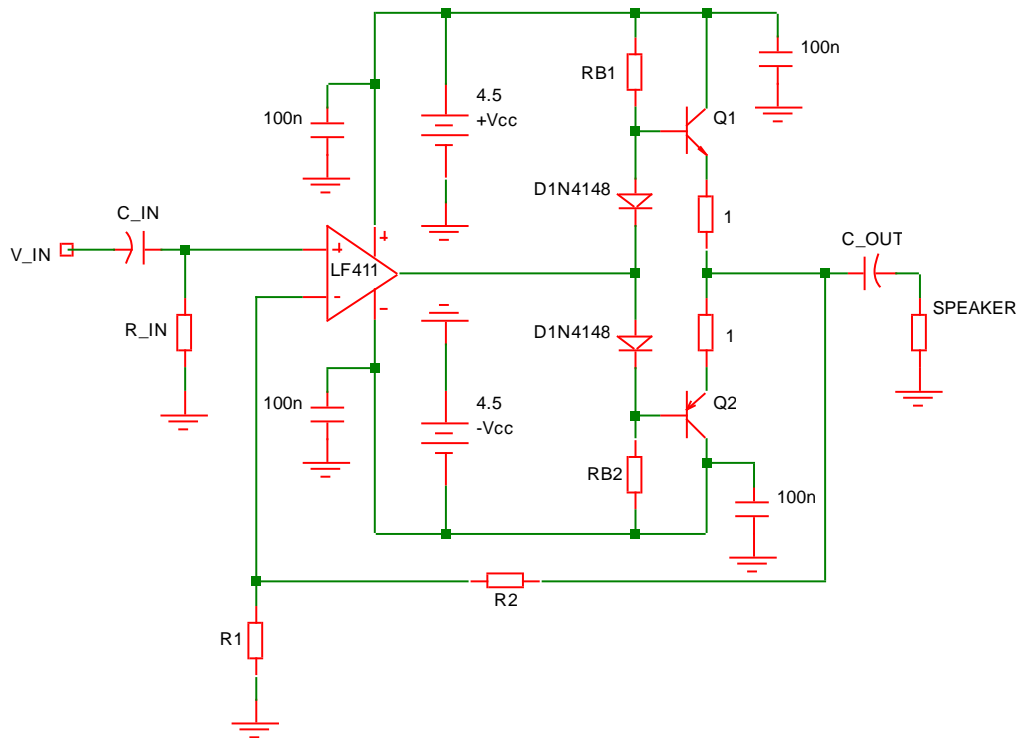 100n
RB1
4.5
+Vcc
100n
Q1
D1N4148
1
C_IN
C_OUT
V_IN
+
+
LF411
-
-
SPEAKER
R_IN
D1N4148
1
100n
4.5
-Vcc
Q2
RB2
100n
R2
R1